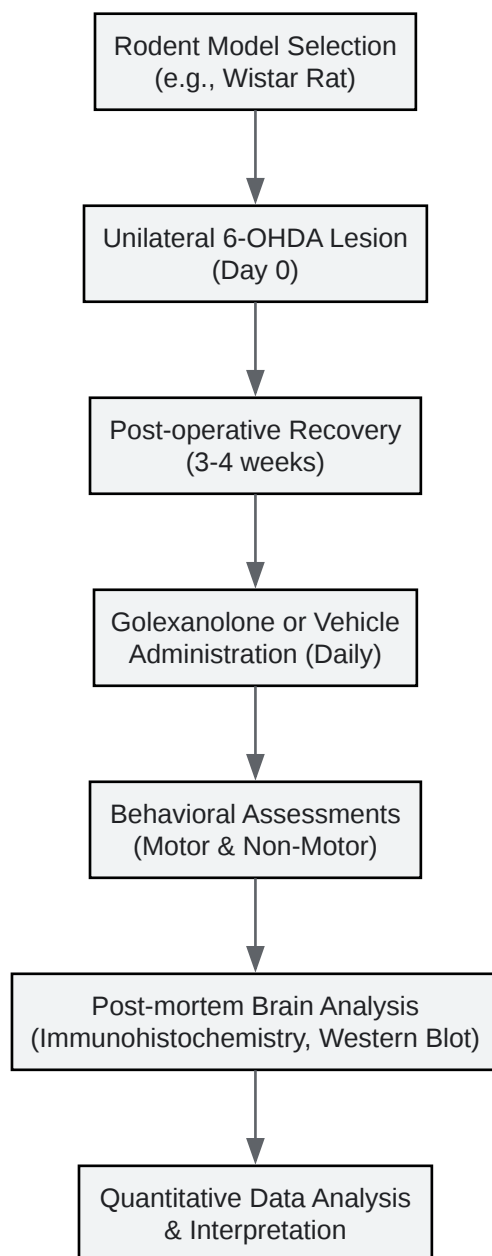 Rodent Model Selection
(e.g., Wistar Rat)
Unilateral 6-OHDA Lesion
(Day 0)
Post-operative Recovery
(3-4 weeks)
Golexanolone or Vehicle
Administration (Daily)
Behavioral Assessments
(Motor & Non-Motor)
Post-mortem Brain Analysis
(Immunohistochemistry, Western Blot)
Quantitative Data Analysis
& Interpretation